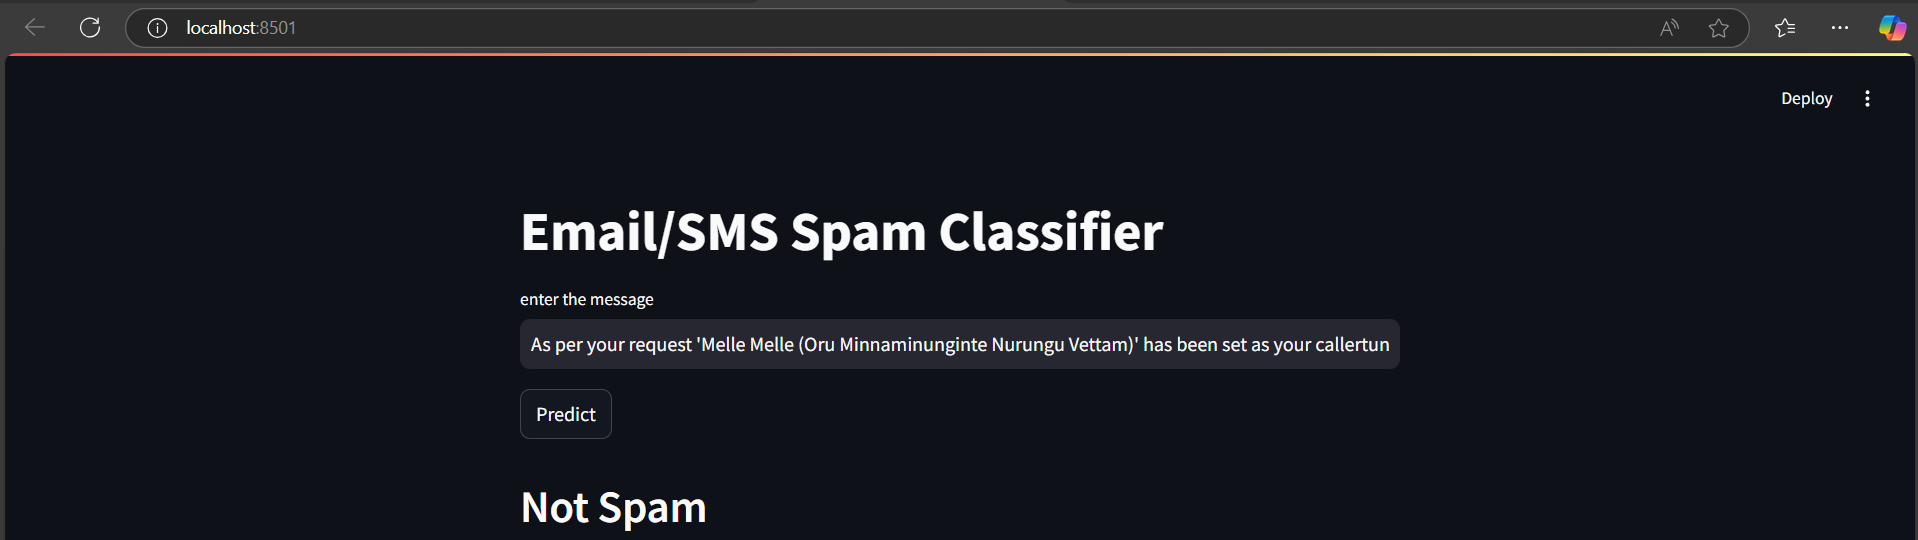 localhost:8501
Deploy
Email/SMS Spam Classifier
enter the message
As per your request 'Melle Melle (Oru Minnaminunginte Nurungu Vettam)' has been set as your callertun
Predict
Not Spam